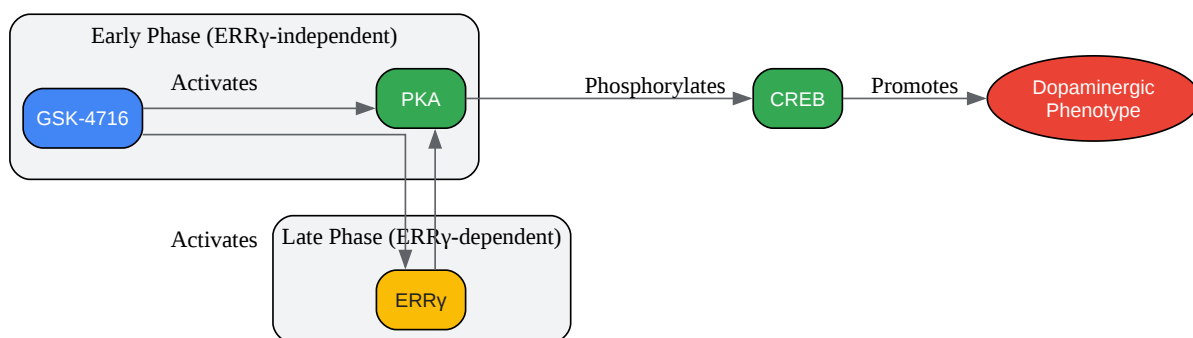 Early Phase (ERRγ-independent)
Activates
GSK-4716
PKA
Phosphorylates
CREB
Promotes
Dopaminergic
Phenotype
Activates
Late Phase (ERRγ-dependent)
ERRγ